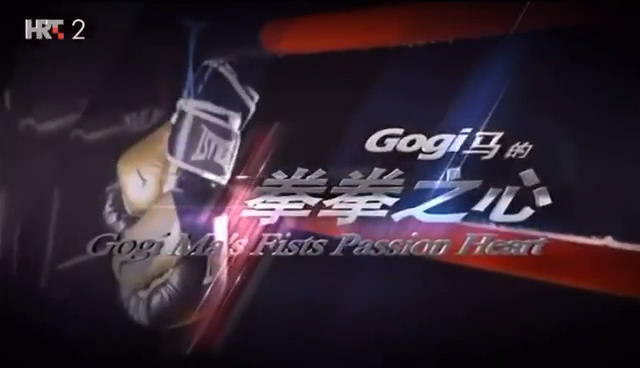 HRT 2
Gogi马的
拳拳之心
Gogi Ma's Fists Passion Heart